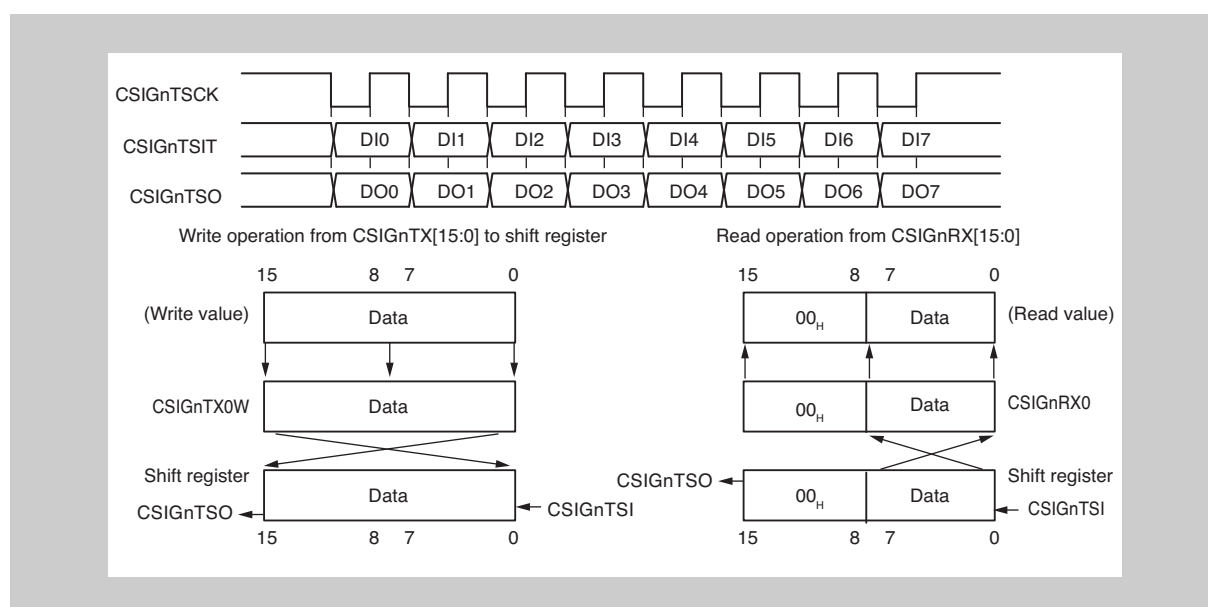 CSIGnTSCK
CSIGnTSIT DI0 DI1 DI2 DI3 DI4 DI5 DI6 DI7
CSIGnTSO DO0 DO1 DO2 DO3 DO4 DO5 DO6 DO7
Write operation from CSIGnTX[15:0] to shift register
15 8 7 0
(Write value) Data
CSIGnTX0W Data
Shift register
Data
CSIGnTSO CSIGnTSI
15 8 7 0
Read operation from CSIGnRX[15:0]
15 8 7 0
00H Data (Read value)
00H Data CSIGnRX0
Shift register
CSIGnTSO 00H Data
CSIGnTSI
15 8 7 0